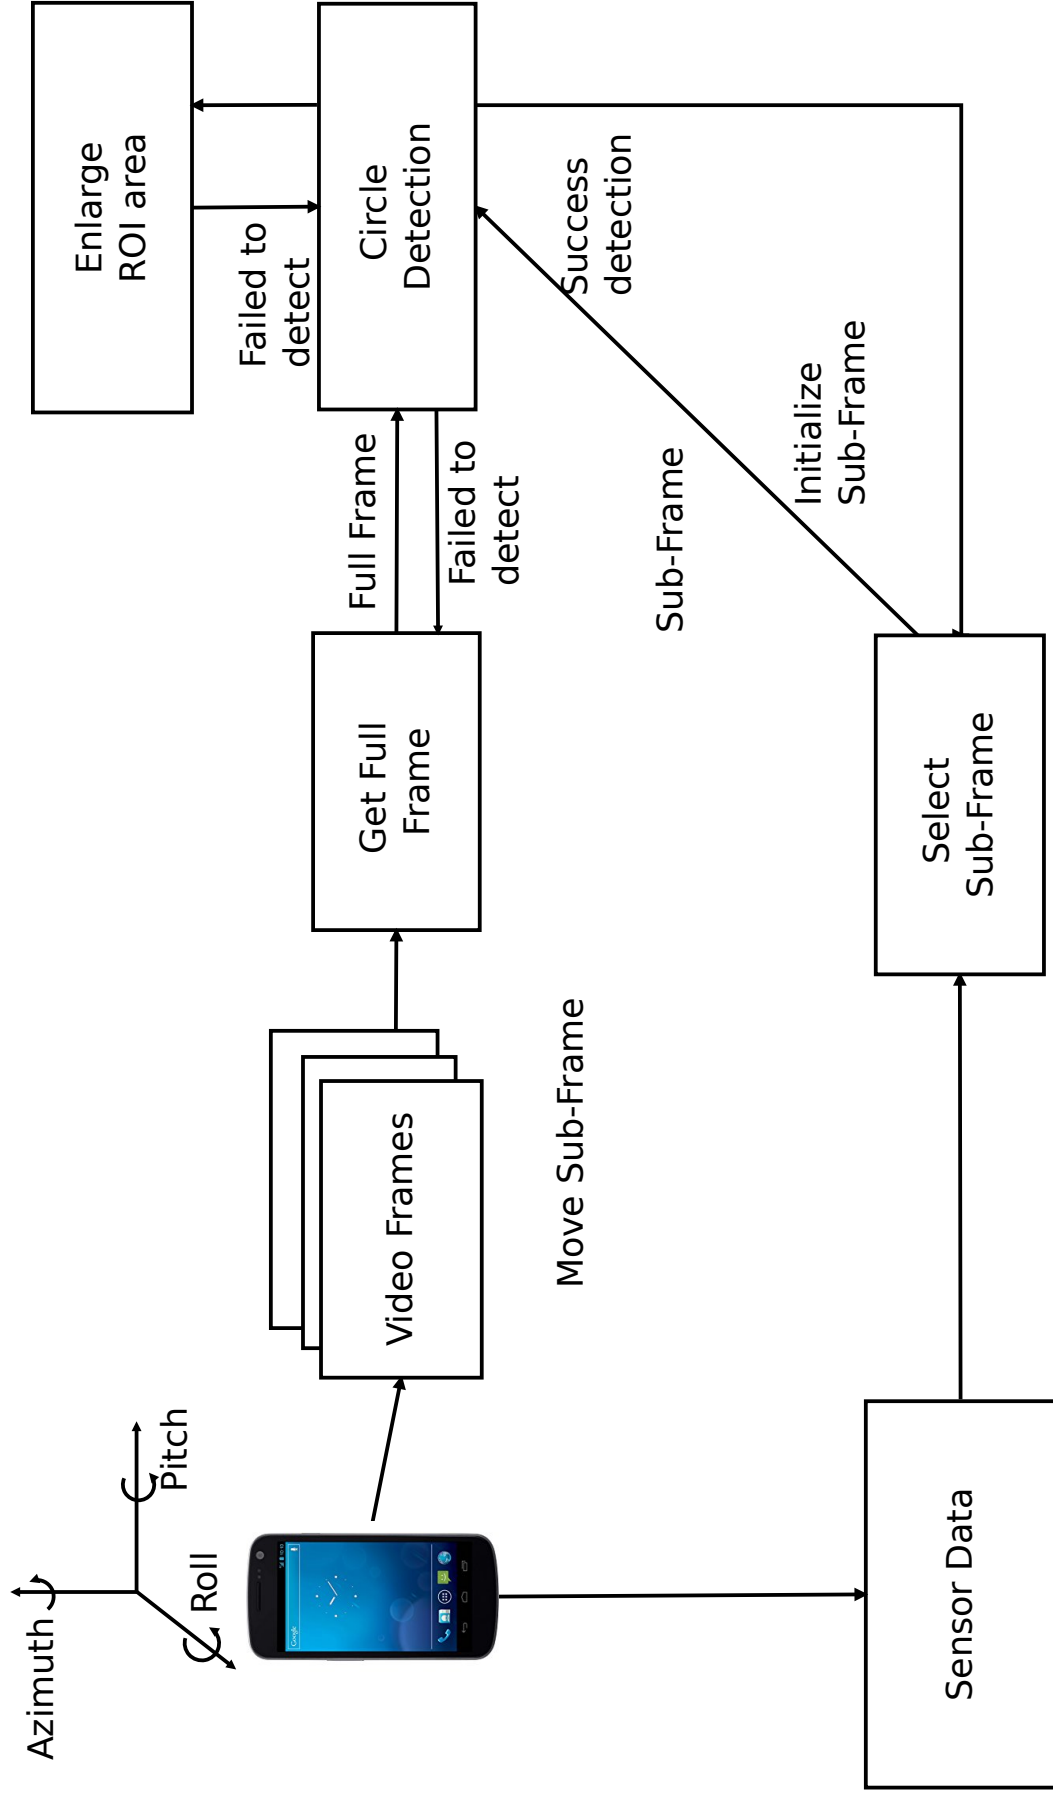 Azimuth
Pitch
Roll
Google
Video Frames
Get Full
Frame
Full Frame
Failed to
detect
Circle
Detection
Enlarge
ROI area
Failed to
detect
Success
detection
Sub-Frame
Initialize
Sub-Frame
Move Sub-Frame
Select
Sub-Frame
Sensor Data